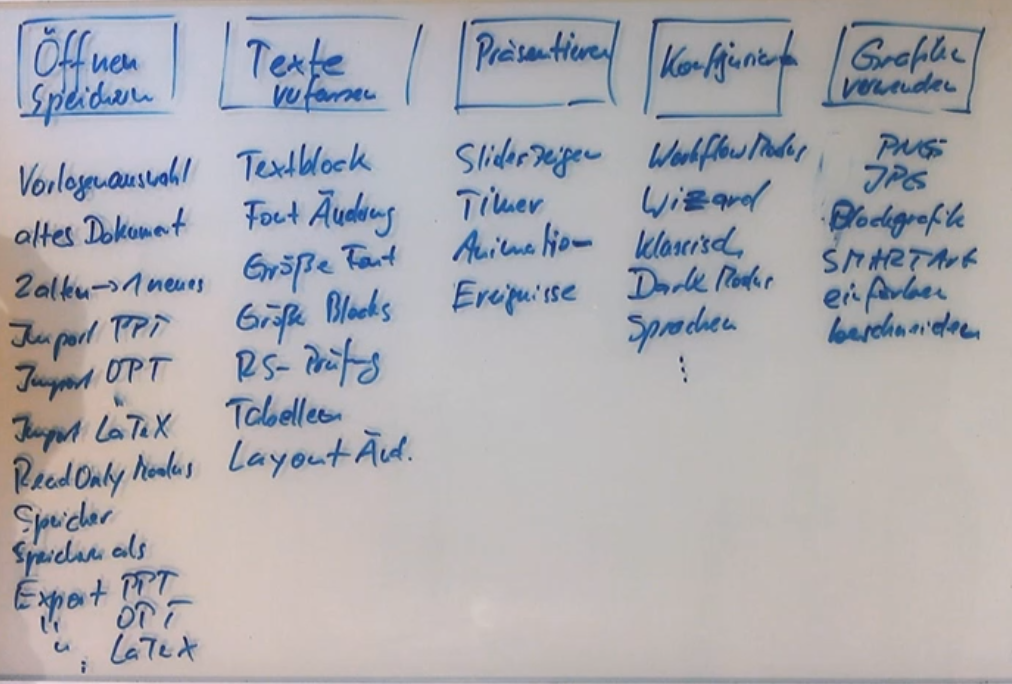 Öffnen
Speichern
Vorlagenauswahl
altes Dokument
2 alten → 1 neues
Import PPT
Import OPT
Import LaTeX
ReadOnly Modus
Speicher
Speichern als
Export PPT
" OPT
" LaTeX
Texte
verfassen
Textblock
Font Änderung
Größe Font
Größe Blocks
RS-Prüfung
Tabellen
Layout Änd.
Präsentieren
Slides zeigen
Timer
Animation
Ereignisse
Konfigurieren
Workflow Modus
Wizard
klassisch
Dark Modus
Sprachen
⋮
Grafik
verwenden
PNG
JPG
Blockgrafik
SMARTArt
einfärben
beschneiden